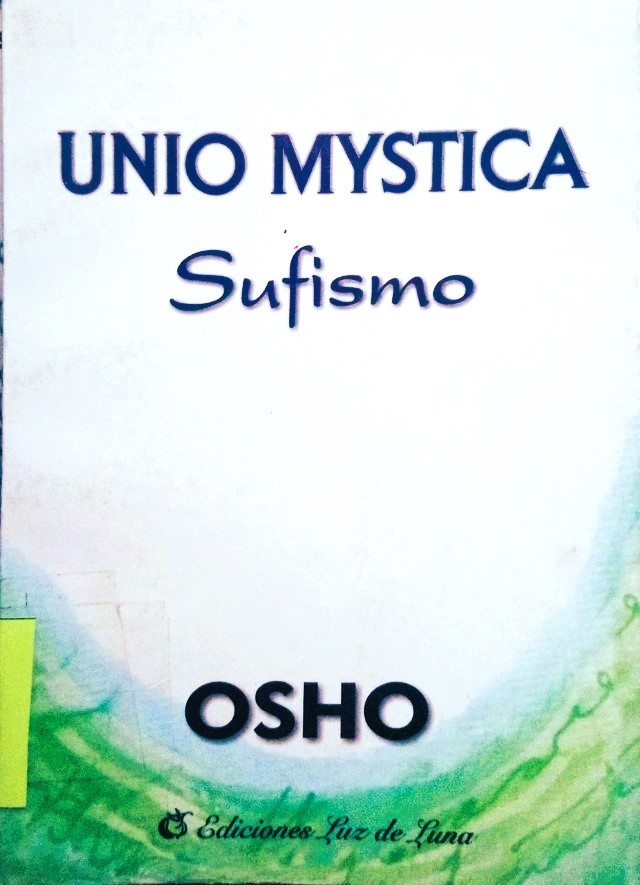 UNIO MYSTICA
Sufismo
OSHO
Ediciones Luz de Luna